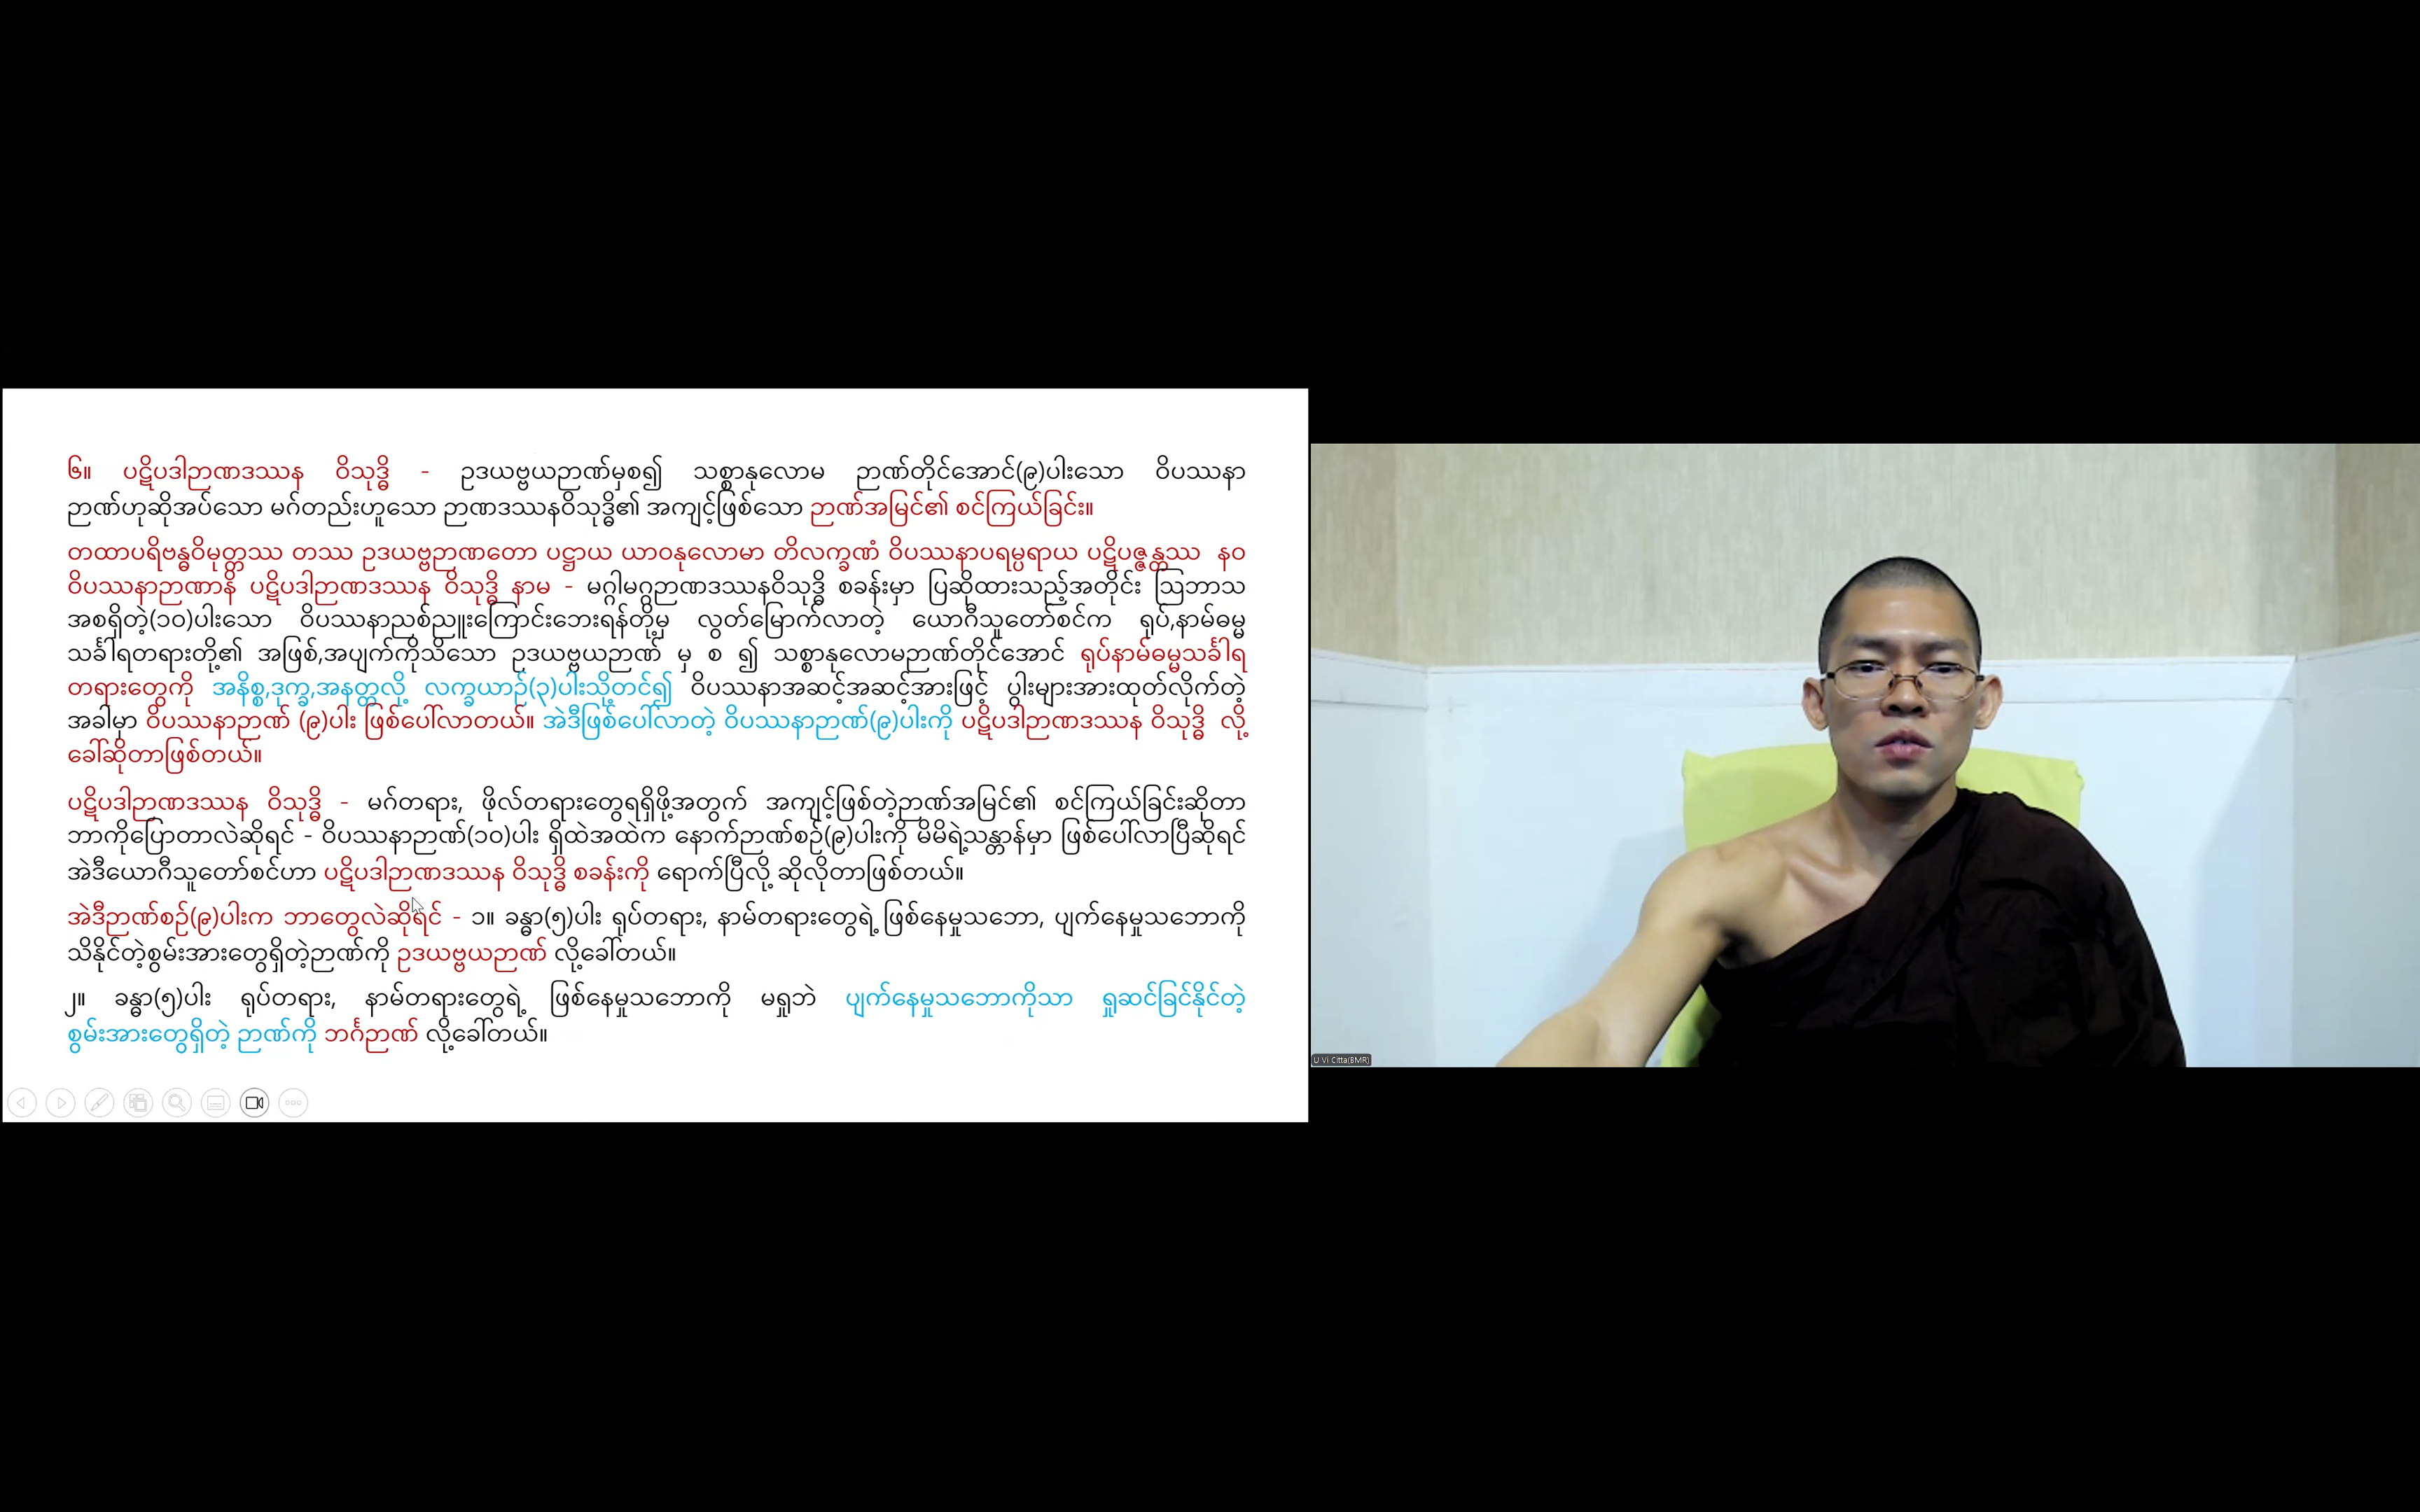 ၆။ ပဋိပဒါဉာဏဒဿန ဝိသုဒ္ဓိ - ဥဒယဗ္ဗယဉာဏ်မှစ၍ သစ္စာနုလောမ ဉာဏ်တိုင်အောင်(၉)ပါးသော ဝိပဿနာ
ဉာဏ်ဟုဆိုအပ်သော မဂ်တည်းဟူသော ဉာဏဒဿနဝိသုဒ္ဓိ၏ အကျင့်ဖြစ်သော ဉာဏ်အမြင်၏ စင်ကြယ်ခြင်း။
တထာပရိဗန္ဓဝိမုတ္တဿ တဿ ဥဒယဗ္ဗဉာဏတော ပဋ္ဌာယ ယာဝနုလောမာ တိလက္ခဏံ ဝိပဿနာပရမ္ပရာယ ပဋိပဇ္ဇန္တဿ နဝ
ဝိပဿနာဉာဏာနိ ပဋိပဒါဉာဏဒဿန ဝိသုဒ္ဓိ နာမ - မဂ္ဂါမဂ္ဂဉာဏဒဿနဝိသုဒ္ဓိ စခန်းမှာ ပြဆိုထားသည့်အတိုင်း ဩဘာသ
အစရှိတဲ့(၁၀)ပါးသော ဝိပဿနာညစ်ညူးကြောင်းဘေးရန်တို့မှ လွတ်မြောက်လာတဲ့ ယောဂီသူတော်စင်က ရုပ်,နာမ်ဓမ္မ
သင်္ခါရတရားတို့၏ အဖြစ်,အပျက်ကိုသိသော ဥဒယဗ္ဗယဉာဏ် မှ စ ၍ သစ္စာနုလောမဉာဏ်တိုင်အောင် ရုပ်နာမ်ဓမ္မသင်္ခါရ
တရားတွေကို အနိစ္စ,ဒုက္ခ,အနတ္တလို့ လက္ခယာဉ်(၃)ပါးသို့တင်၍ ဝိပဿနာအဆင့်အဆင့်အားဖြင့် ပွါးများအားထုတ်လိုက်တဲ့
အခါမှာ ဝိပဿနာဉာဏ် (၉)ပါး ဖြစ်ပေါ်လာတယ်။ အဲဒီဖြစ်ပေါ်လာတဲ့ ဝိပဿနာဉာဏ်(၉)ပါးကို ပဋိပဒါဉာဏဒဿန ဝိသုဒ္ဓိ လို့
ခေါ်ဆိုတာဖြစ်တယ်။
ပဋိပဒါဉာဏဒဿန ဝိသုဒ္ဓိ - မဂ်တရား, ဖိုလ်တရားတွေရရှိဖို့အတွက် အကျင့်ဖြစ်တဲ့ဉာဏ်အမြင်၏ စင်ကြယ်ခြင်းဆိုတာ
ဘာကိုပြောတာလဲဆိုရင် - ဝိပဿနာဉာဏ်(၁၀)ပါး ရှိထဲအထဲက နောက်ဉာဏ်စဉ်(၉)ပါးကို မိမိရဲ့သန္တာန်မှာ ဖြစ်ပေါ်လာပြီဆိုရင်
အဲဒီယောဂီသူတော်စင်ဟာ ပဋိပဒါဉာဏဒဿန ဝိသုဒ္ဓိ စခန်းကို ရောက်ပြီလို့ ဆိုလိုတာဖြစ်တယ်။
အဲဒီဉာဏ်စဉ်(၉)ပါးက ဘာတွေလဲဆိုရင် - ၁။ ခန္ဓာ(၅)ပါး ရုပ်တရား, နာမ်တရားတွေရဲ့ ဖြစ်နေမှုသဘော, ပျက်နေမှုသဘောကို
သိနိုင်တဲ့စွမ်းအားတွေရှိတဲ့ဉာဏ်ကို ဥဒယဗ္ဗယဉာဏ် လို့ခေါ်တယ်။
၂။ ခန္ဓာ(၅)ပါး ရုပ်တရား, နာမ်တရားတွေရဲ့ ဖြစ်နေမှုသဘောကို မရှုဘဲ ပျက်နေမှုသဘောကိုသာ ရှုဆင်ခြင်နိုင်တဲ့
စွမ်းအားတွေရှိတဲ့ ဉာဏ်ကို ဘင်္ဂဉာဏ် လို့ခေါ်တယ်။
U Vi Citta(BMR)